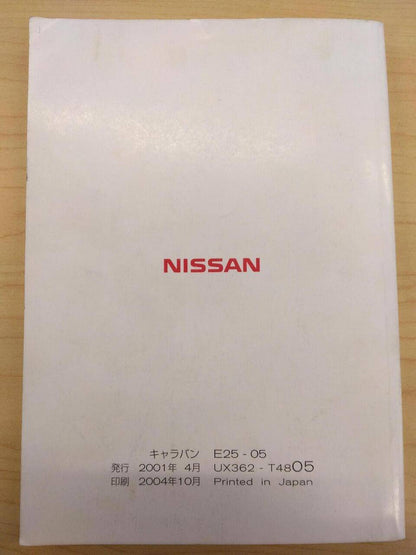 NISSAN
キャラバン E25 - 05
発行 2001年 4月 UX362 - T4805
印刷 2004年10月 Printed in Japan